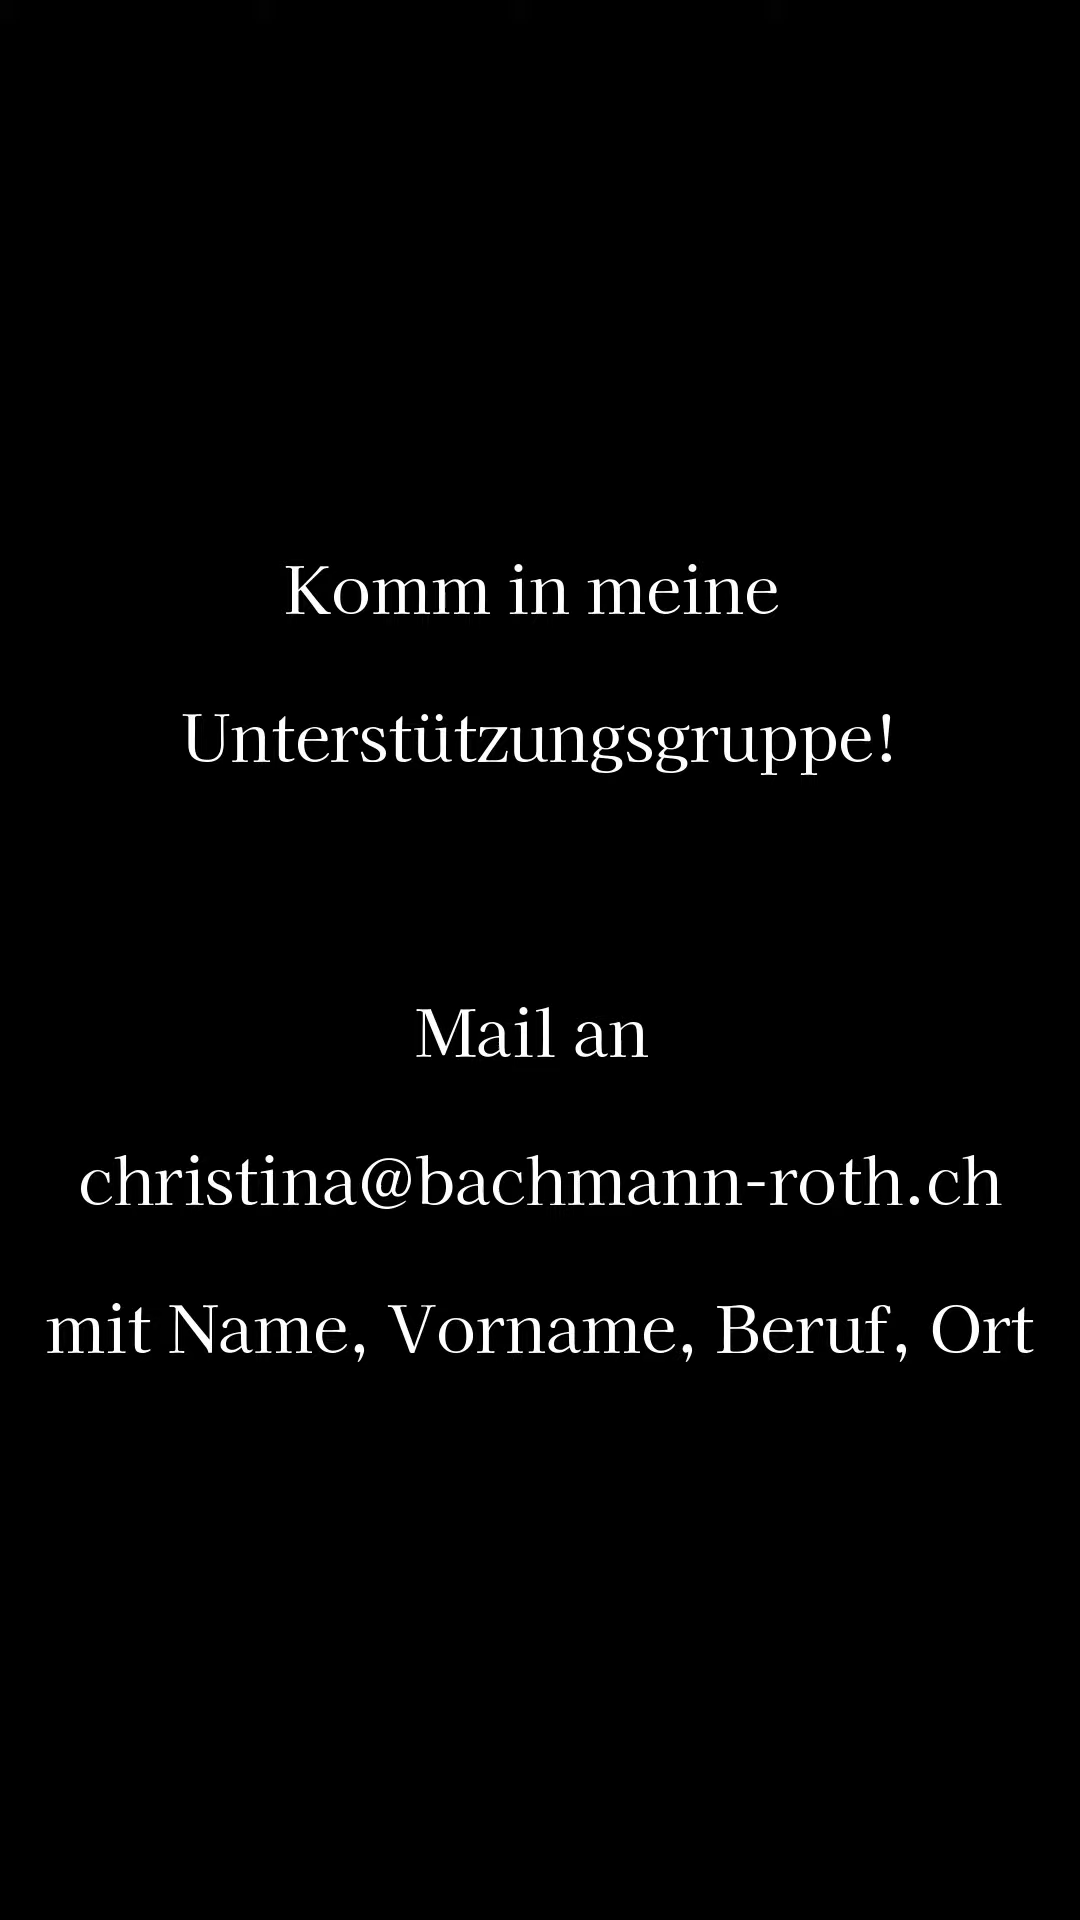 Komm in meine
Unterstützungsgruppe!
Mail an
christina@bachmann-roth.ch
mit Name, Vorname, Beruf, Ort